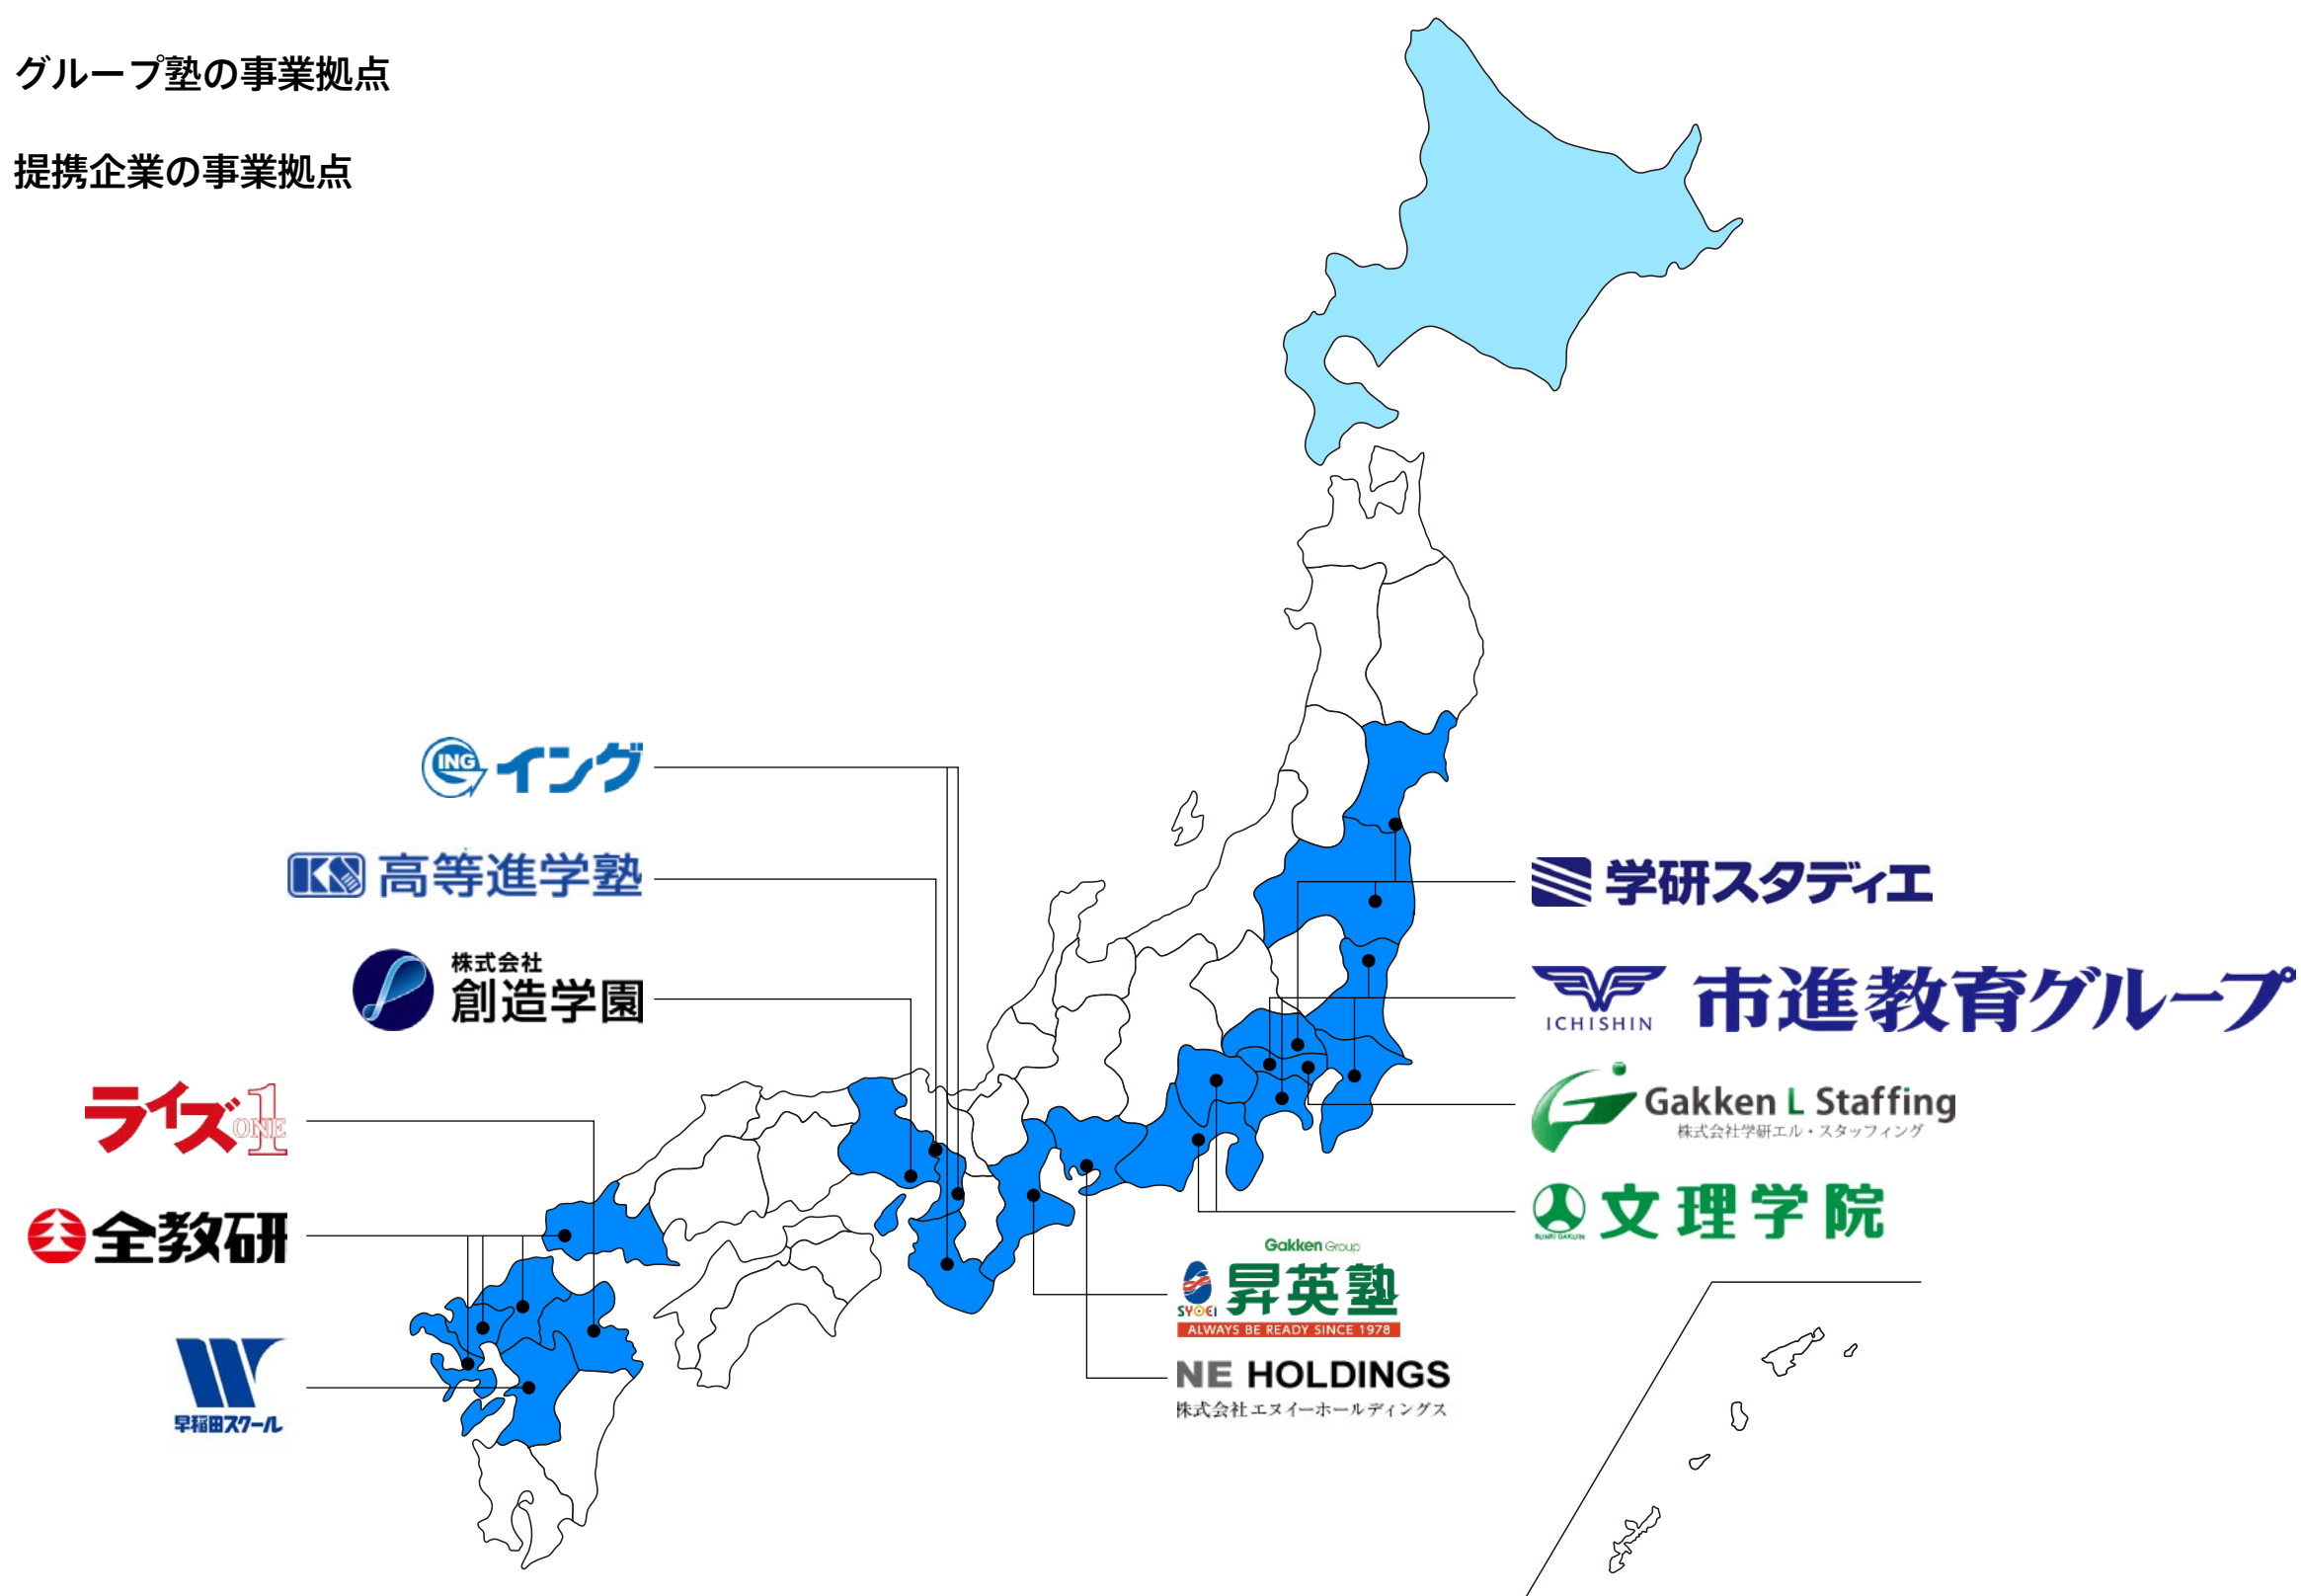 グループ塾の事業拠点
提携企業の事業拠点
ING イング
KS 高等進学塾
株式会社
創造学園
ライズ1
ONE
全教研
早稲田スクール
学研スタディエ
ICHISHIN 市進教育グループ
Gakken L Staffing
株式会社学研エル・スタッフィング
BUNRI GAKUIN 文理学院
Gakken Group
SYOEI 昇英塾
ALWAYS BE READY SINCE 1978
NE HOLDINGS
株式会社エヌイーホールディングス